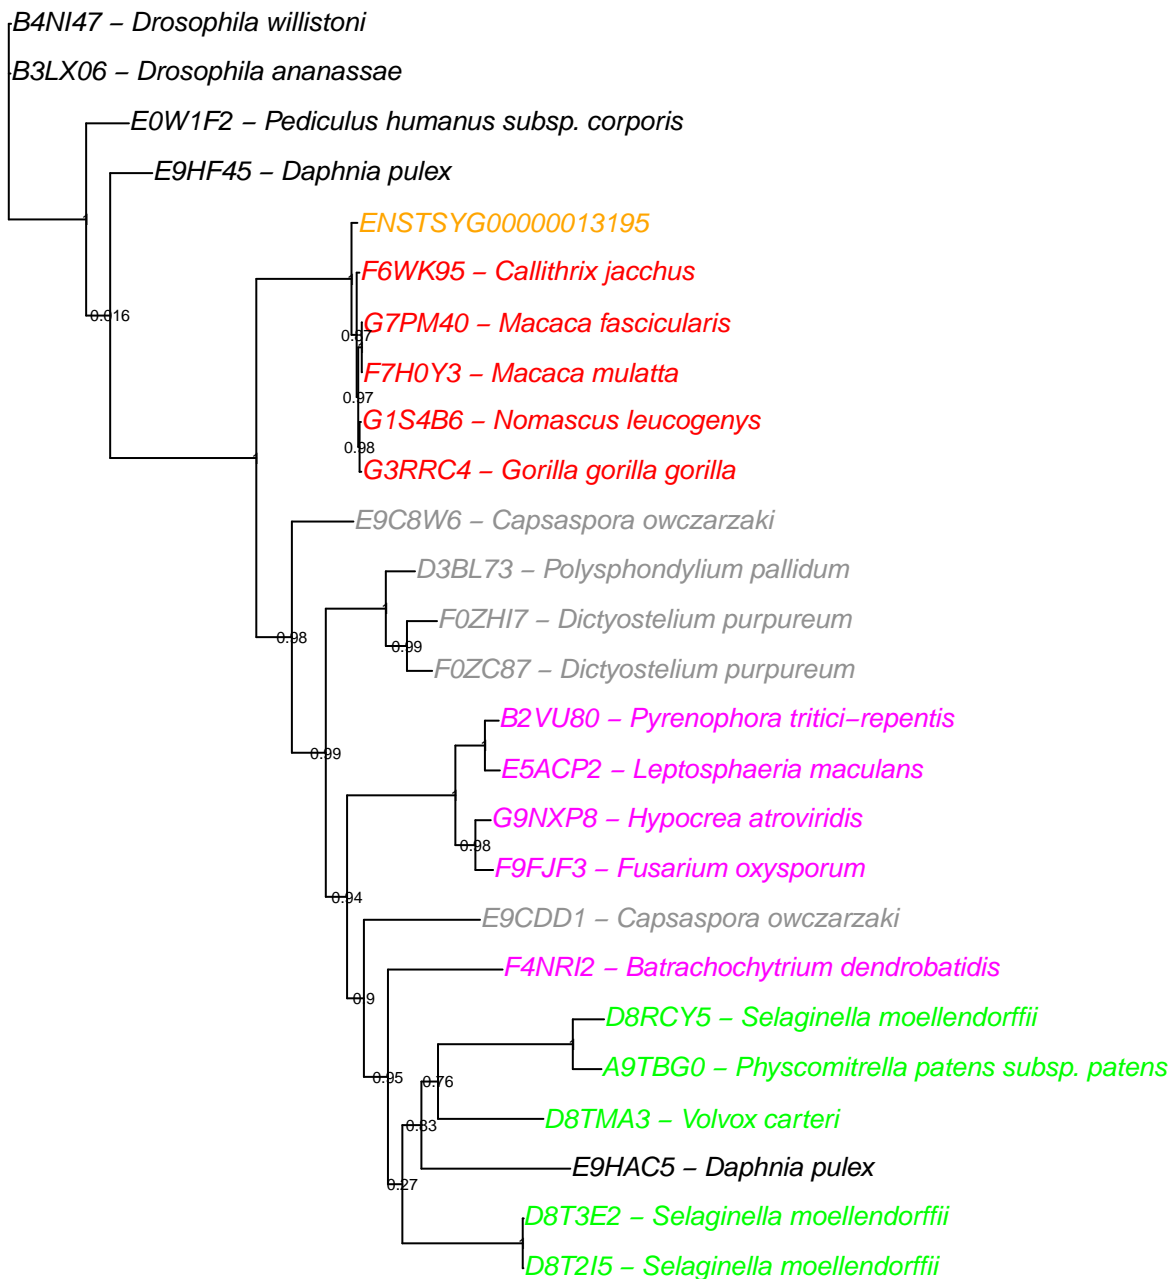 B4NI47 – Drosophila willistoni
B3LX06 – Drosophila ananassae
E0W1F2 – Pediculus humanus subsp. corporis
E9HF45 – Daphnia pulex
ENSTSYG00000013195
F6WK95 – Callithrix jacchus
0.016
G7PM40 – Macaca fascicularis
0.87
F7H0Y3 – Macaca mulatta
0.97
G1S4B6 – Nomascus leucogenys
0.98
G3RRC4 – Gorilla gorilla gorilla
E9C8W6 – Capsaspora owczarzaki
D3BL73 – Polysphondylium pallidum
F0ZHI7 – Dictyostelium purpureum
0.98
0.99
F0ZC87 – Dictyostelium purpureum
B2VU80 – Pyrenophora tritici–repentis
0.99
E5ACP2 – Leptosphaeria maculans
G9NXP8 – Hypocrea atroviridis
0.98
F9FJF3 – Fusarium oxysporum
0.94
E9CDD1 – Capsaspora owczarzaki
F4NRI2 – Batrachochytrium dendrobatidis
0.9
D8RCY5 – Selaginella moellendorffii
A9TBG0 – Physcomitrella patens subsp. patens
0.95
0.76
D8TMA3 – Volvox carteri
0.83
E9HAC5 – Daphnia pulex
0.27
D8T3E2 – Selaginella moellendorffii
D8T2I5 – Selaginella moellendorffii